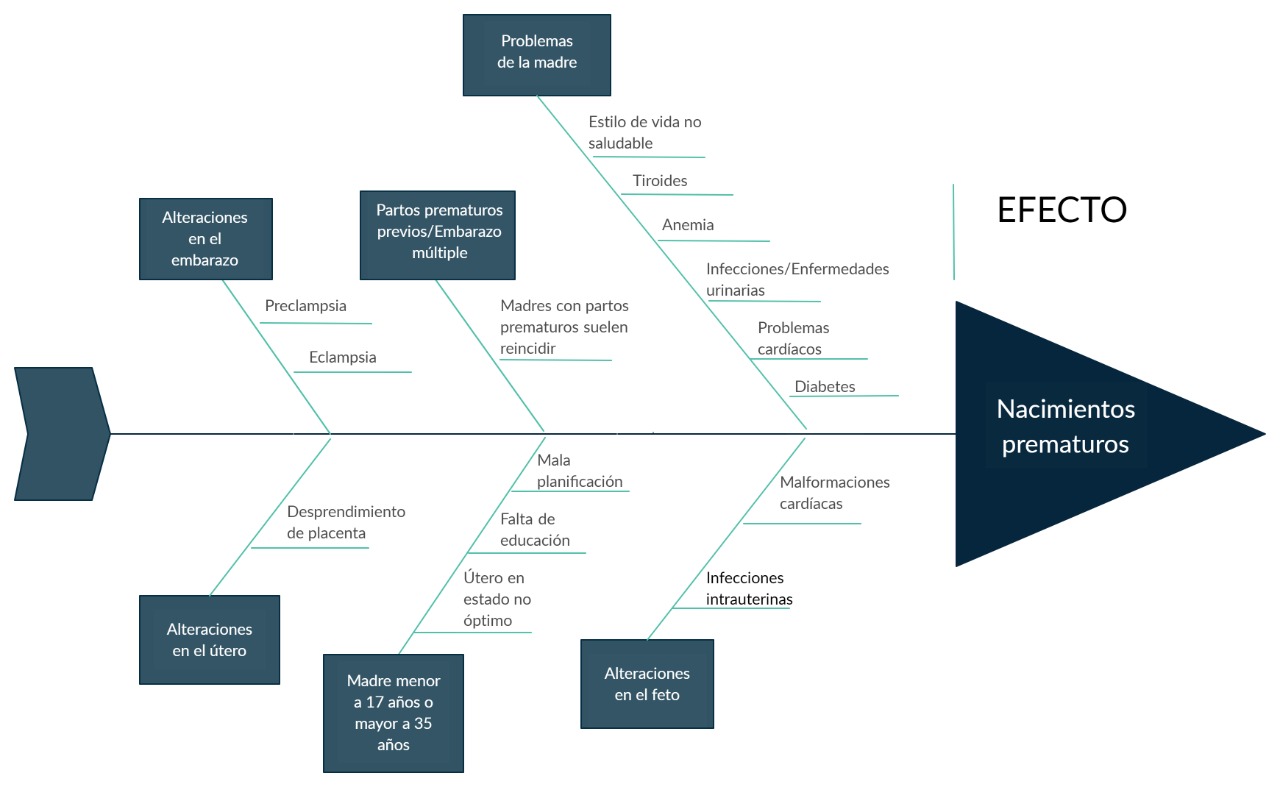 Problemas
de la madre
Estilo de vida no
saludable
Tiroides
Anemia
Infecciones/Enfermedades
urinarias
Problemas
cardíacos
Diabetes
Partos prematuros
previos/Embarazo
múltiple
Madres con partos
prematuros suelen
reincidir
Alteraciones
en el
embarazo
Preclampsia
Eclampsia
EFECTO
Nacimientos
prematuros
Desprendimiento
de placenta
Alteraciones
en el útero
Mala
planificación
Falta de
educación
Útero en
estado no
óptimo
Madre menor
a 17 años o
mayor a 35
años
Malformaciones
cardíacas
Infecciones
intrauterinas
Alteraciones
en el feto